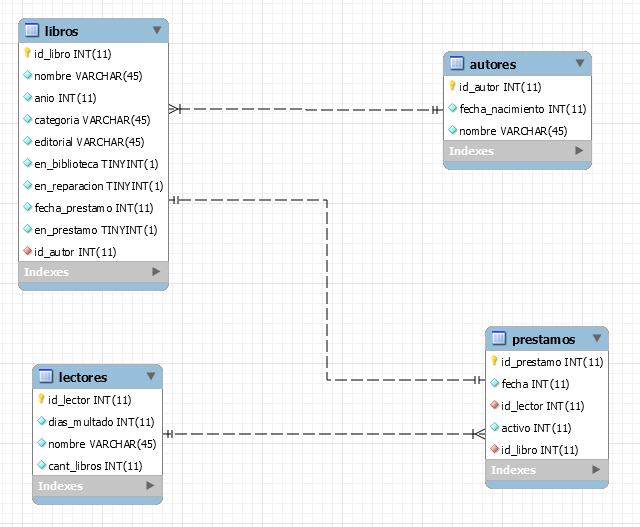 libros
id_libro INT(11)
nombre VARCHAR(45)
anio INT(11)
categoria VARCHAR(45)
editorial VARCHAR(45)
en_biblioteca TINYINT(1)
en_reparacion TINYINT(1)
fecha_prestamo INT(11)
en_prestamo TINYINT(1)
id_autor INT(11)
Indexes
autores
id_autor INT(11)
fecha_nacimiento INT(11)
nombre VARCHAR(45)
Indexes
lectores
id_lector INT(11)
dias_multado INT(11)
nombre VARCHAR(45)
cant_libros INT(11)
Indexes
prestamos
id_prestamo INT(11)
fecha INT(11)
id_lector INT(11)
activo INT(11)
id_libro INT(11)
Indexes